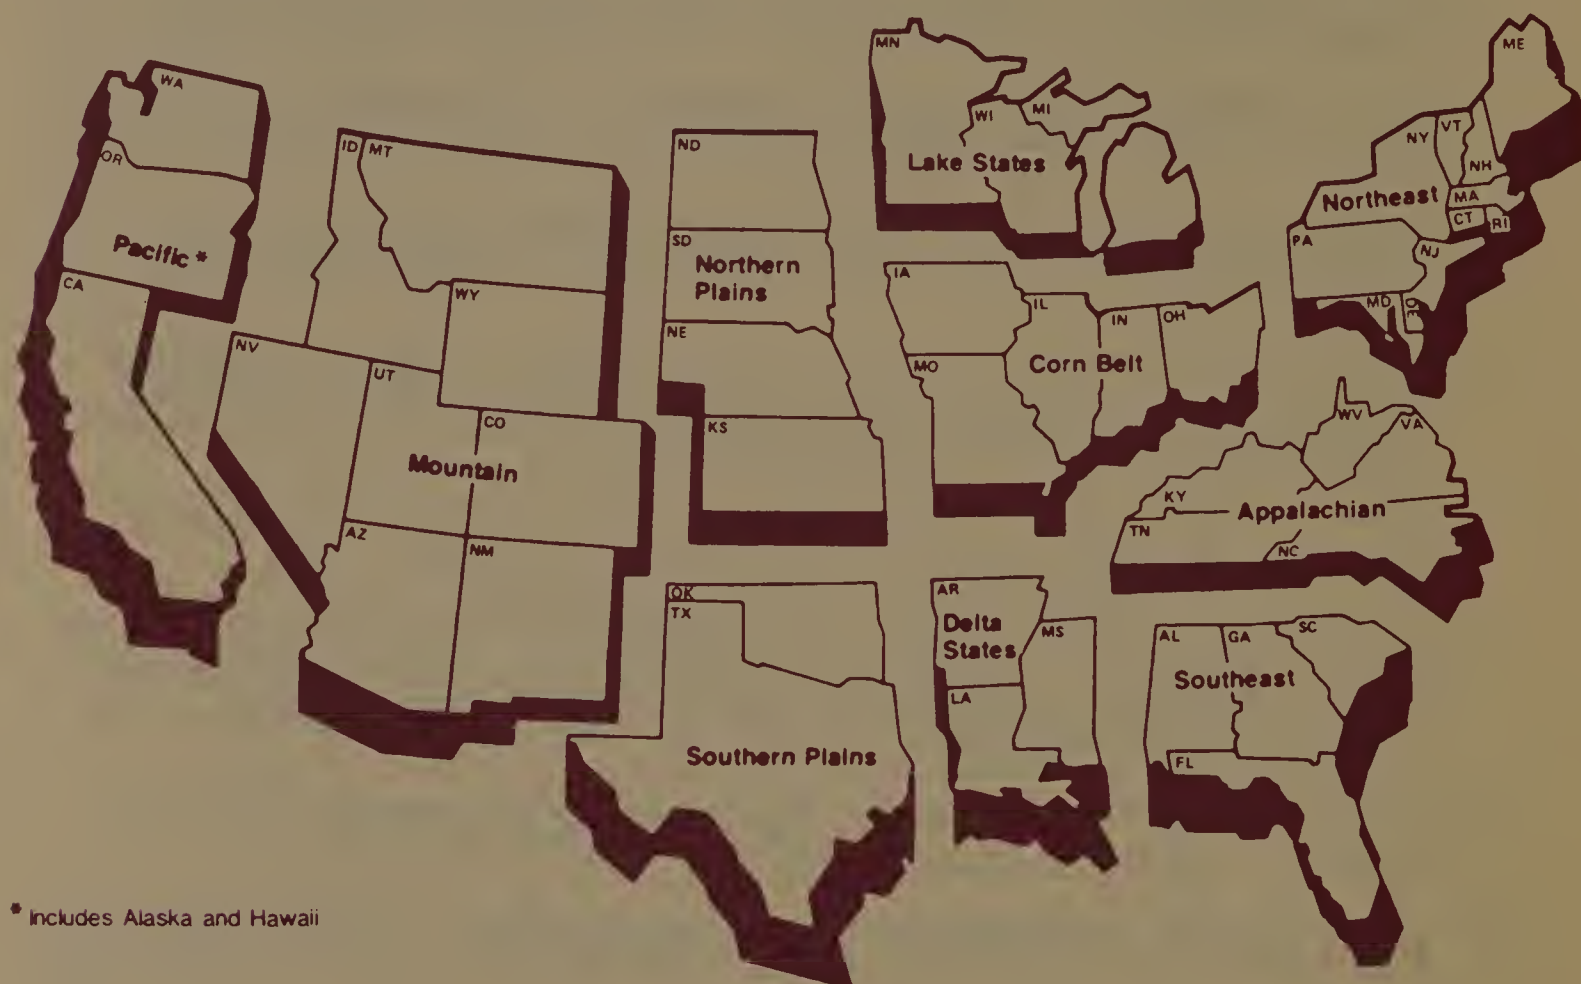 WA
OR
Pacific *
CA
ID
MT
WY
NV
UT
CO
Mountain
AZ
NM
ND
SD
Northern
Plains
NE
KS
OK
TX
Southern Plains
MN
WI
MI
Lake States
IA
IL
IN
OH
MO
Corn Belt
AR
Delta
States
MS
LA
ME
NY
VT
NH
Northeast
MA
CT
RI
PA
NJ
MD
DE
WV
VA
KY
Appalachian
TN
NC
AL
GA
SC
Southeast
FL
* Includes Alaska and Hawaii